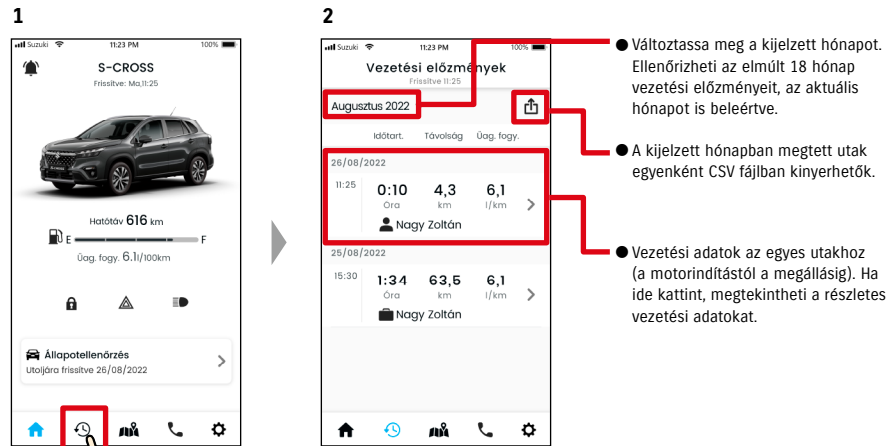 1
Suzuki 11:23 PM 100%
S-CROSS
Frissítve: Ma,11:25
Hatótáv 616 km
E F
Üag. fogy. 6.1l/100km
Állapotellenőrzés
Utoljára frissítve 26/08/2022
2
Suzuki 11:23 PM 100%
Vezetési előzmények
Frissítve 11:25
Augusztus 2022
Időtart. Távolság Üag. fogy.
26/08/2022
11:25 0:10 4,3 6,1
Óra km l/km
Nagy Zoltán
25/08/2022
15:30 1:34 63,5 6,1
Óra km l/km
Nagy Zoltán
● Változtassa meg a kijelzett hónapot.
Ellenőrizheti az elmúlt 18 hónap
vezetési előzményeit, az aktuális
hónapot is beleértve.
● A kijelzett hónapban megtett utak
egyenként CSV fájlban kinyerhetők.
● Vezetési adatok az egyes utakhoz
(a motorindítástól a megállásig). Ha
ide kattint, megtekintheti a részletes
vezetési adatokat.